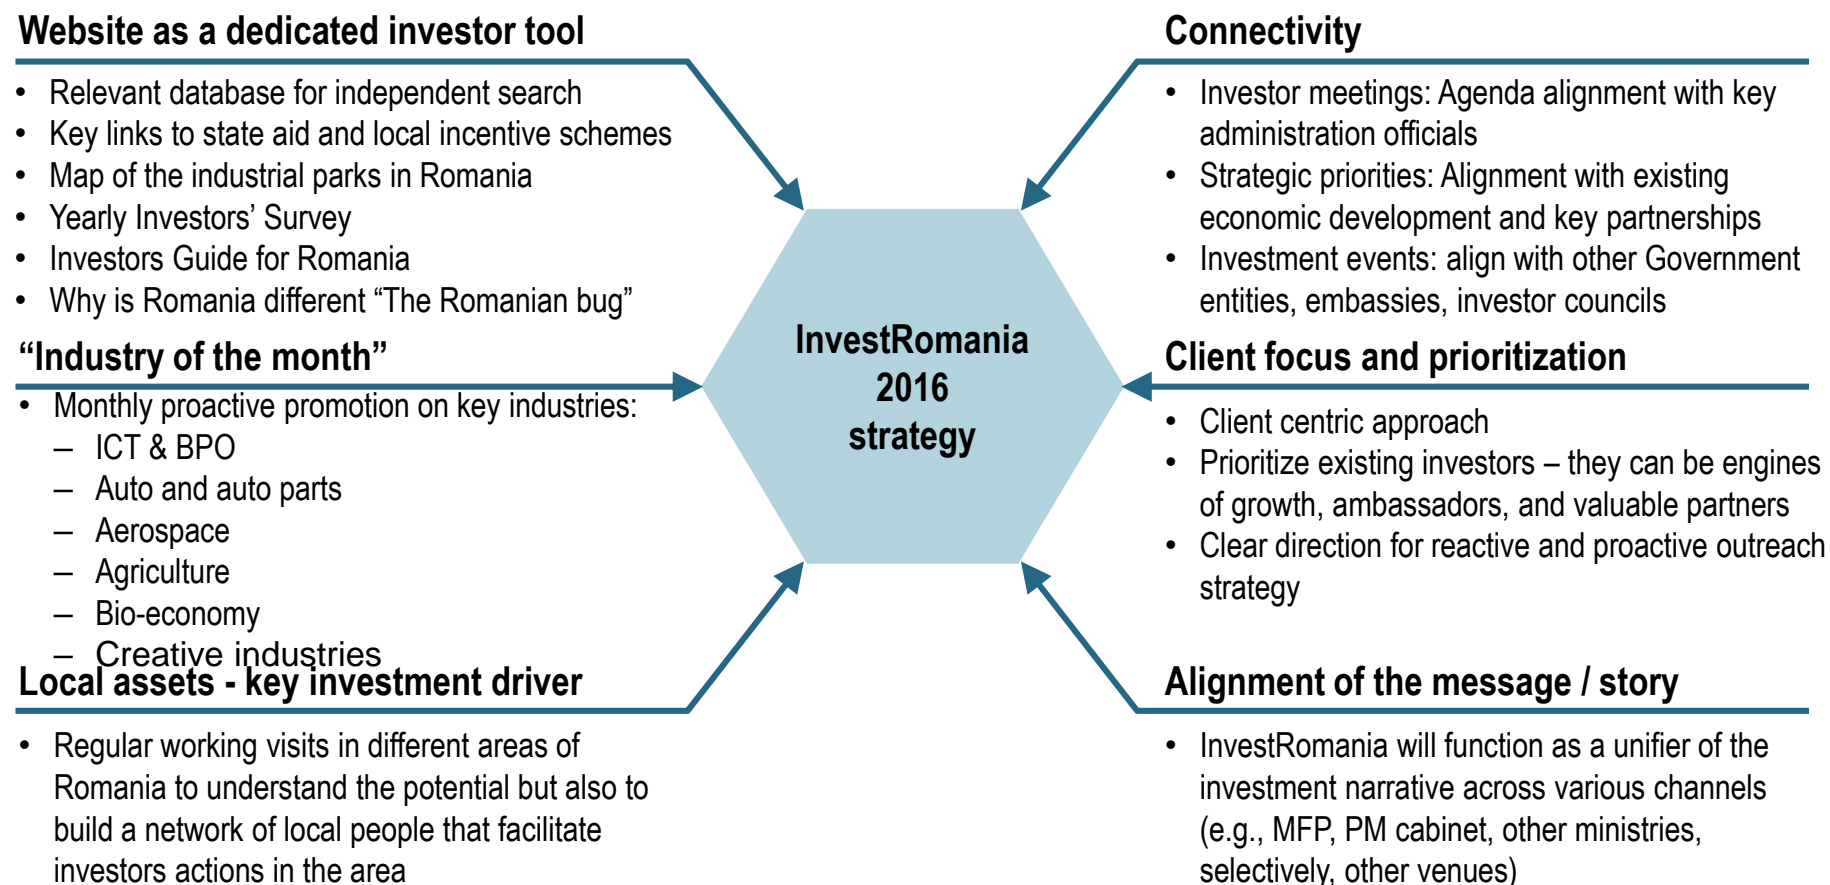 Website as a dedicated investor tool
• Relevant database for independent search
• Key links to state aid and local incentive schemes
• Map of the industrial parks in Romania
• Yearly Investors’ Survey
• Investors Guide for Romania
• Why is Romania different “The Romanian bug”
“Industry of the month”
• Monthly proactive promotion on key industries:
– ICT & BPO
– Auto and auto parts
– Aerospace
– Agriculture
– Bio-economy
– Creative industries
Local assets - key investment driver
• Regular working visits in different areas of
Romania to understand the potential but also to
build a network of local people that facilitate
investors actions in the area
InvestRomania
2016
strategy
Connectivity
• Investor meetings: Agenda alignment with key
administration officials
• Strategic priorities: Alignment with existing
economic development and key partnerships
• Investment events: align with other Government
entities, embassies, investor councils
Client focus and prioritization
• Client centric approach
• Prioritize existing investors – they can be engines
of growth, ambassadors, and valuable partners
• Clear direction for reactive and proactive outreach
strategy
Alignment of the message / story
• InvestRomania will function as a unifier of the
investment narrative across various channels
(e.g., MFP, PM cabinet, other ministries,
selectively, other venues)